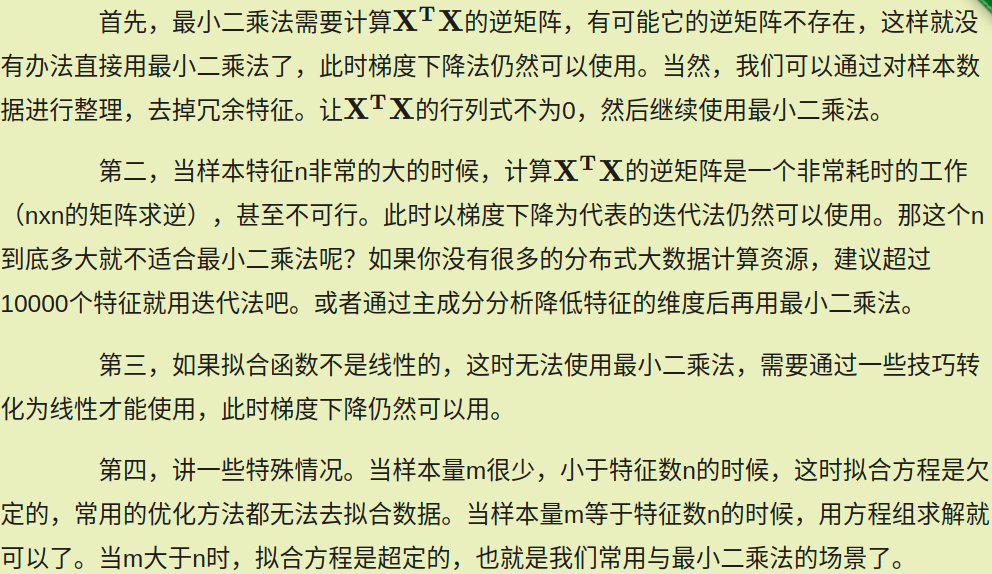 首先，最小二乘法需要计算XᵀX的逆矩阵，有可能它的逆矩阵不存在，这样就没
有办法直接用最小二乘法了，此时梯度下降法仍然可以使用。当然，我们可以通过对样本数
据进行整理，去掉冗余特征。让XᵀX的行列式不为0，然后继续使用最小二乘法。
第二，当样本特征n非常的大的时候，计算XᵀX的逆矩阵是一个非常耗时的工作
（nxn的矩阵求逆），甚至不可行。此时以梯度下降为代表的迭代法仍然可以使用。那这个n
到底多大就不适合最小二乘法呢？如果你没有很多的分布式大数据计算资源，建议超过
10000个特征就用迭代法吧。或者通过主成分分析降低特征的维度后再用最小二乘法。
第三，如果拟合函数不是线性的，这时无法使用最小二乘法，需要通过一些技巧转
化为线性才能使用，此时梯度下降仍然可以用。
第四，讲一些特殊情况。当样本量m很少，小于特征数n的时候，这时拟合方程是欠
定的，常用的优化方法都无法去拟合数据。当样本量m等于特征数n的时候，用方程组求解就
可以了。当m大于n时，拟合方程是超定的，也就是我们常用与最小二乘法的场景了。